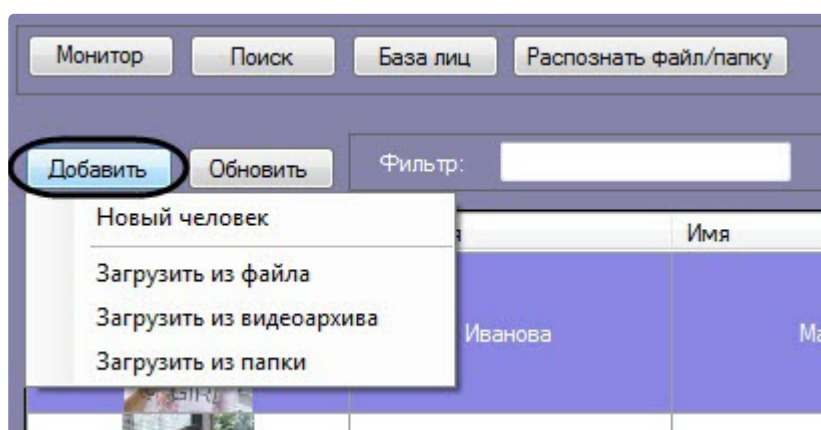 Монитор Поиск База лиц Распознать файл/папку
Добавить Обновить Фильтр:
Новый человек
Имя
Загрузить из файла
Загрузить из видеоархива
Иванова
Загрузить из папки
GIRL